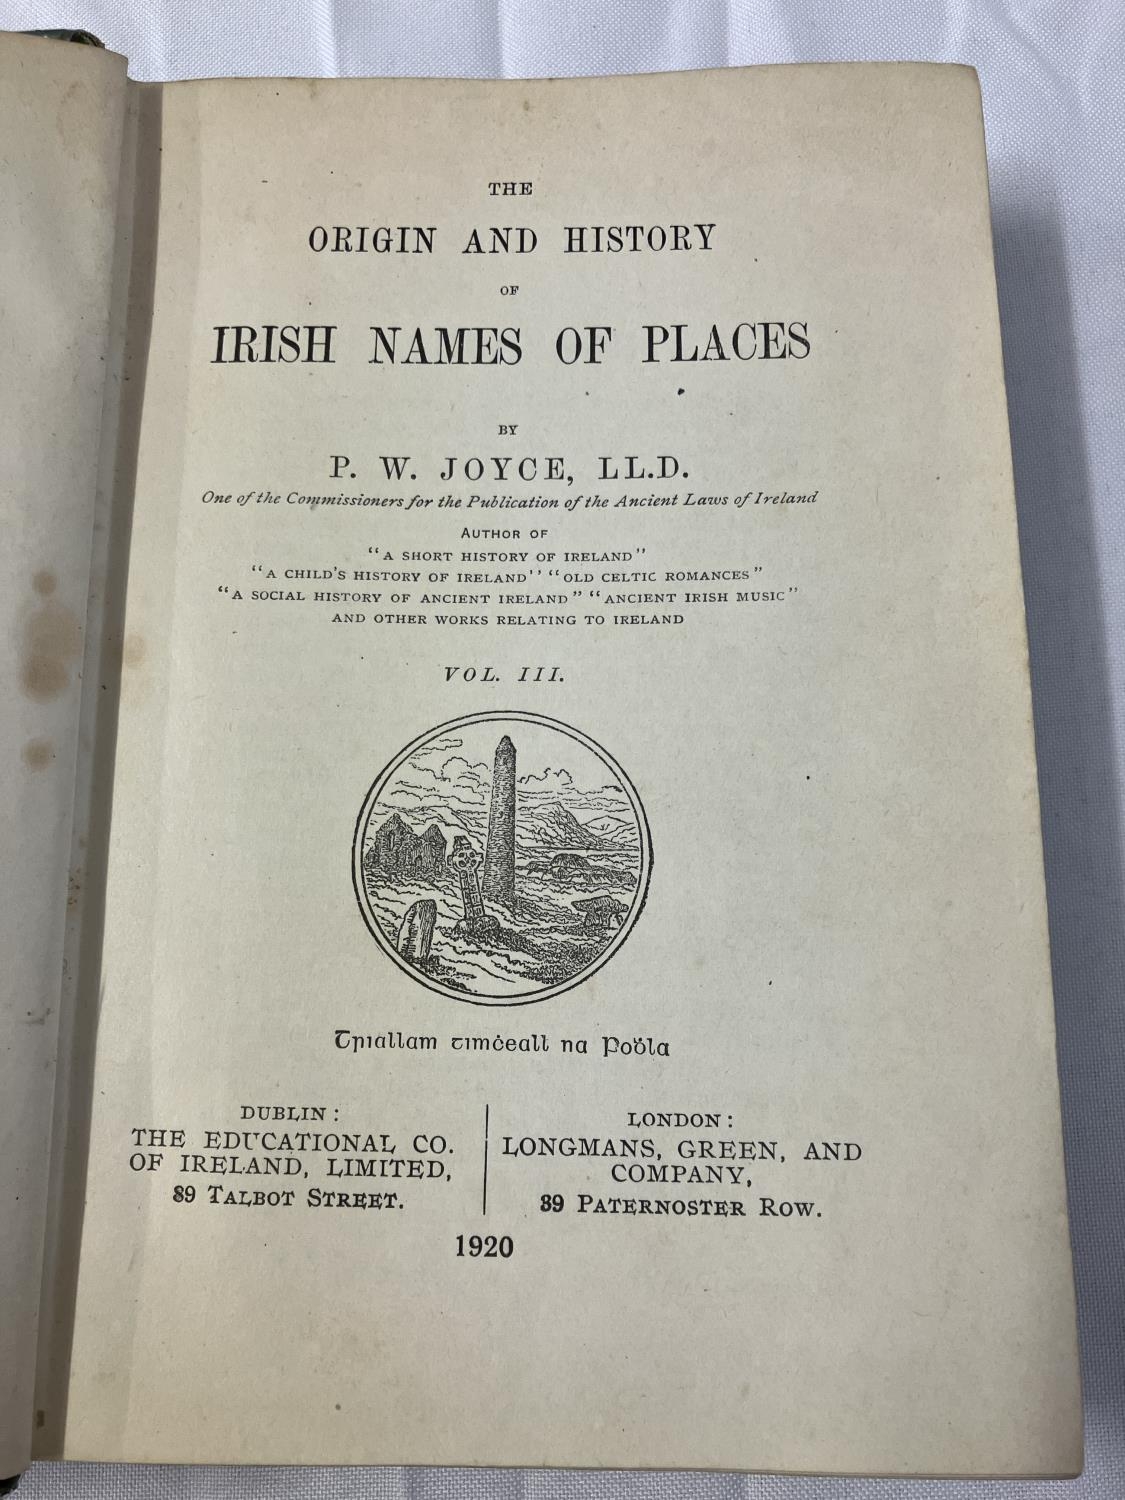 THE
ORIGIN AND HISTORY
OF
IRISH NAMES OF PLACES
BY
P. W. JOYCE, LL.D.
One of the Commissioners for the Publication of the Ancient Laws of Ireland
AUTHOR OF
"A SHORT HISTORY OF IRELAND"
"A CHILD'S HISTORY OF IRELAND" "OLD CELTIC ROMANCES"
"A SOCIAL HISTORY OF ANCIENT IRELAND" "ANCIENT IRISH MUSIC"
AND OTHER WORKS RELATING TO IRELAND
VOL. III.
Triallam timċeall na Foḋla
DUBLIN:
THE EDUCATIONAL CO.
OF IRELAND, LIMITED,
89 TALBOT STREET.
LONDON:
LONGMANS, GREEN, AND
COMPANY,
39 PATERNOSTER ROW.
1920